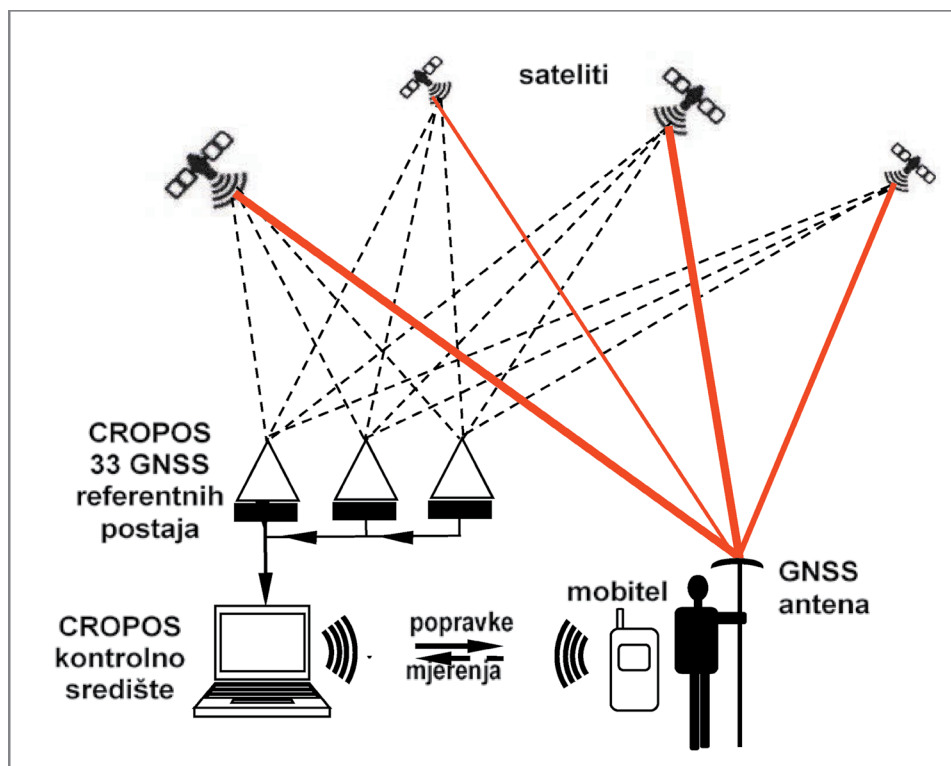 sateliti
CROPOS
33 GNSS
referentnih
postaja
GNSS
antena
mobitel
CROPOS
kontrolno
središte
popravke
mjerenja